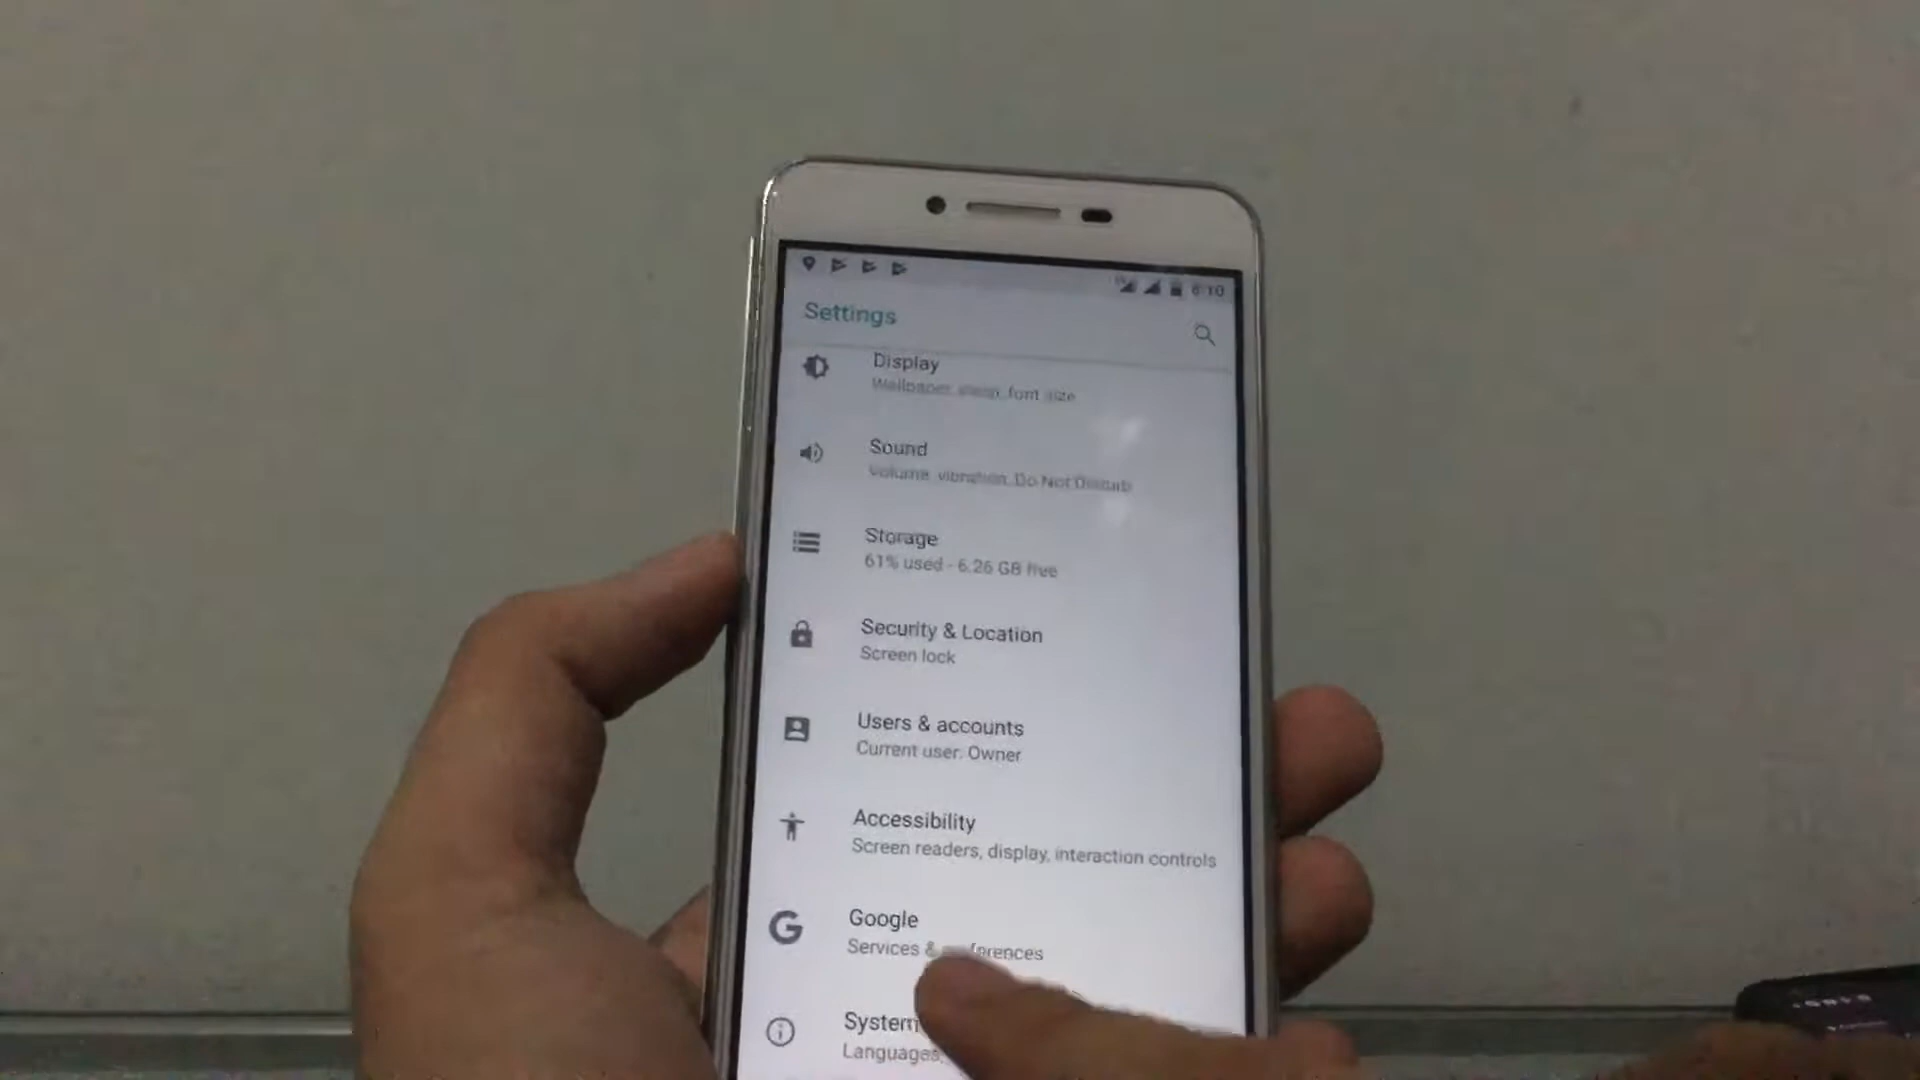 6:10
Settings
Display
Wallpaper, sleep, font size
Sound
Volume, vibration, Do Not Disturb
Storage
61% used - 6.26 GB free
Security & Location
Screen lock
Users & accounts
Current user: Owner
Accessibility
Screen readers, display, interaction controls
Google
Services &
System
Languages,